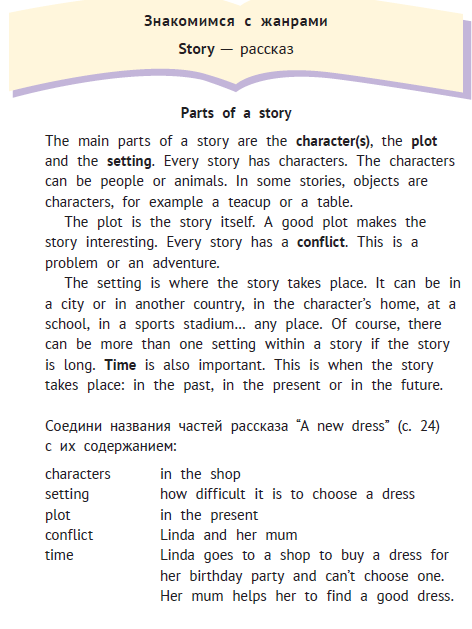 Знакомимся с жанрами
Story — рассказ
Parts of a story
The main parts of a story are the character(s), the plot
and the setting. Every story has characters. The characters
can be people or animals. In some stories, objects are
characters, for example a teacup or a table.
The plot is the story itself. A good plot makes the
story interesting. Every story has a conflict. This is a
problem or an adventure.
The setting is where the story takes place. It can be in
a city or in another country, in the character's home, at a
school, in a sports stadium... any place. Of course, there
can be more than one setting within a story if the story
is long. Time is also important. This is when the story
takes place: in the past, in the present or in the future.
Соедини названия частей рассказа “A new dress” (с. 24)
с их содержанием:
characters in the shop
setting how difficult it is to choose a dress
plot in the present
conflict Linda and her mum
time Linda goes to a shop to buy a dress for
her birthday party and can't choose one.
Her mum helps her to find a good dress.